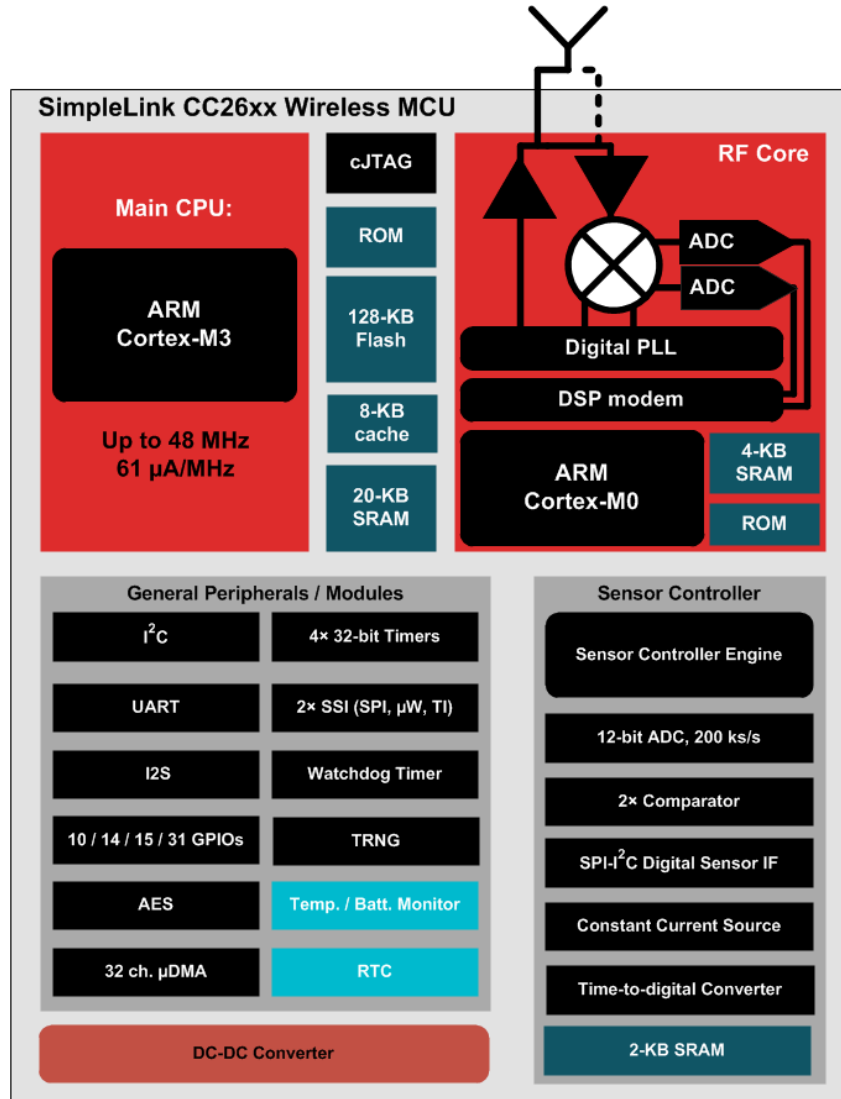 SimpleLink CC26xx Wireless MCU
Main CPU:
ARM
Cortex-M3
Up to 48 MHz
61 µA/MHz
cJTAG
ROM
128-KB
Flash
8-KB
cache
20-KB
SRAM
RF Core
ADC
ADC
Digital PLL
DSP modem
ARM
Cortex-M0
4-KB
SRAM
ROM
General Peripherals / Modules
I²C
4× 32-bit Timers
UART
2× SSI (SPI, µW, TI)
I2S
Watchdog Timer
10 / 14 / 15 / 31 GPIOs
TRNG
AES
Temp. / Batt. Monitor
32 ch. µDMA
RTC
Sensor Controller
Sensor Controller Engine
12-bit ADC, 200 ks/s
2× Comparator
SPI-I²C Digital Sensor IF
Constant Current Source
Time-to-digital Converter
2-KB SRAM
DC-DC Converter